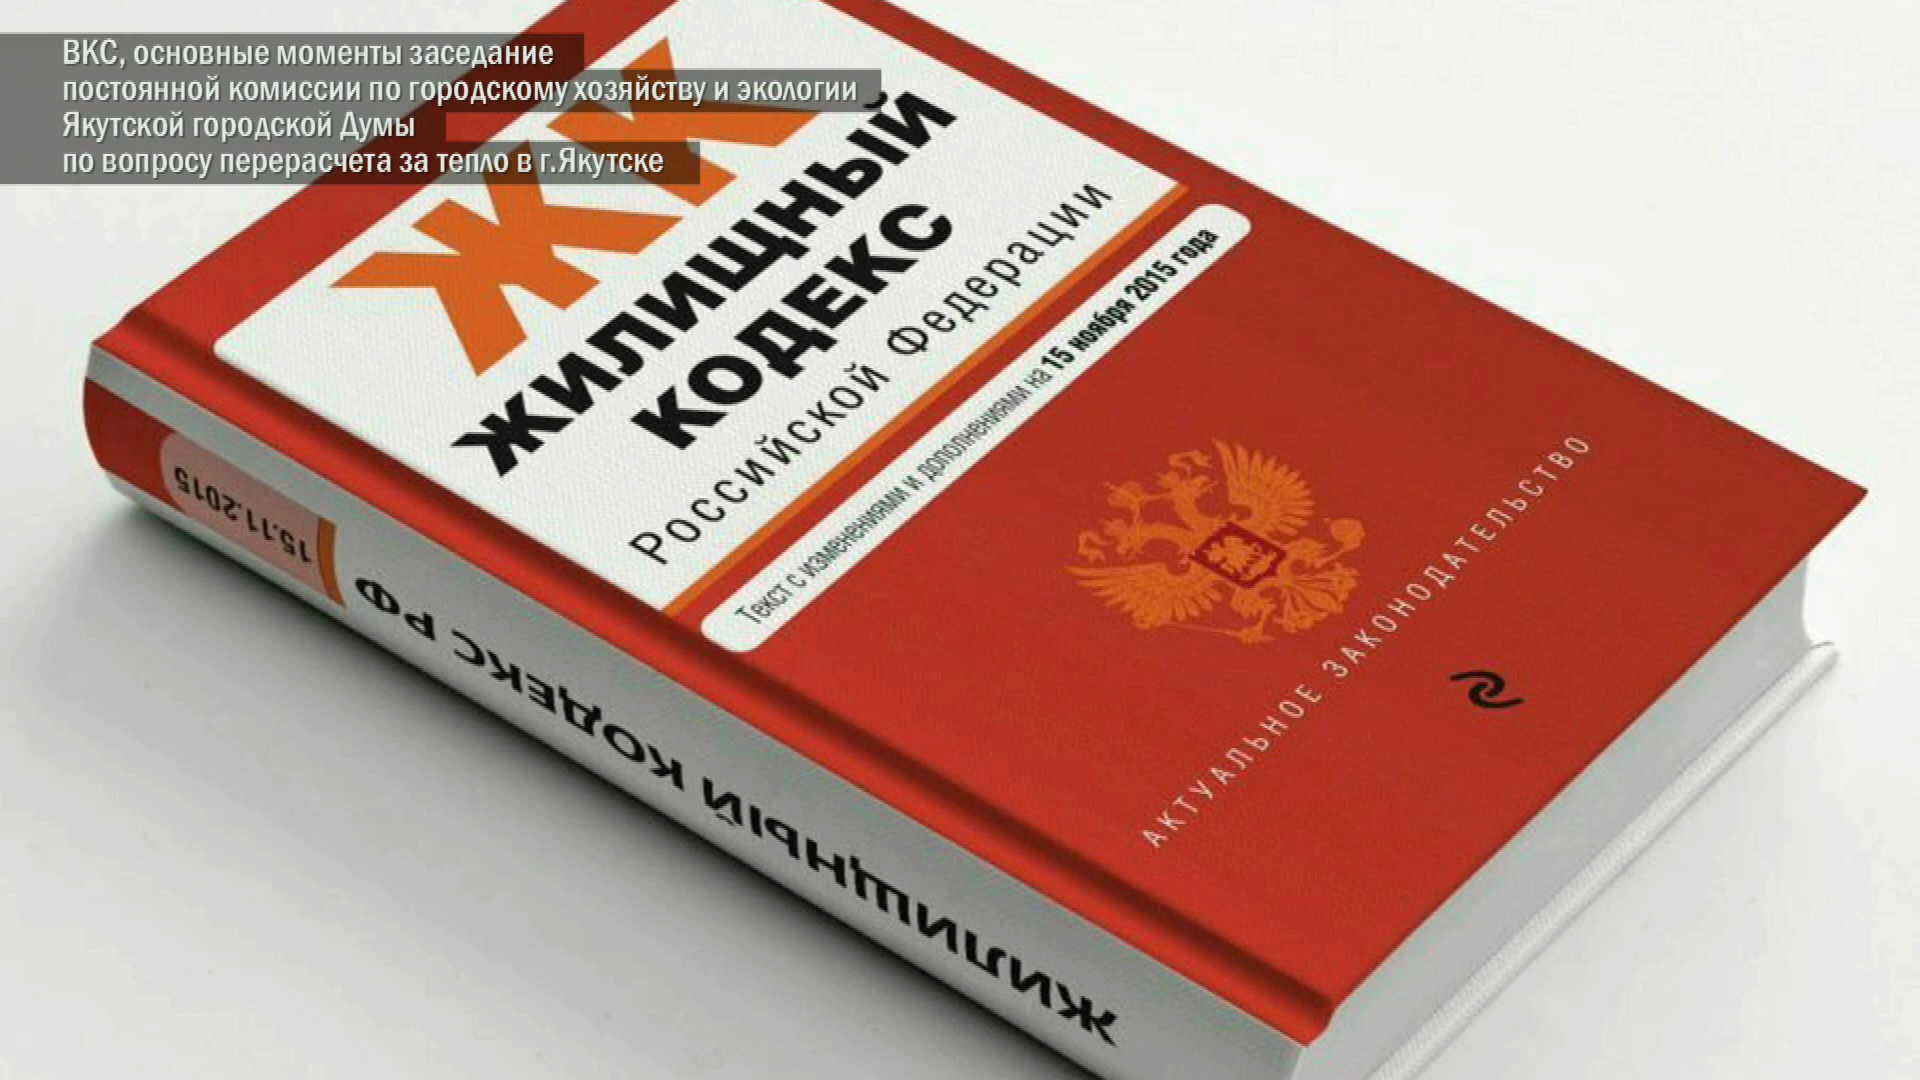 ВКС, основные моменты заседание
постоянной комиссии по городскому хозяйству и экологии
Якутской городской Думы
по вопросу перерасчета за тепло в г.Якутске
ЖК
ЖИЛИЩНЫЙ
КОДЕКС
Российской Федерации
Текст с изменениями и дополнениями на 15 ноября 2015 года
АКТУАЛЬНОЕ ЗАКОНОДАТЕЛЬСТВО
ЖИЛИЩНЫЙ КОДЕКС РФ
15.11.2015